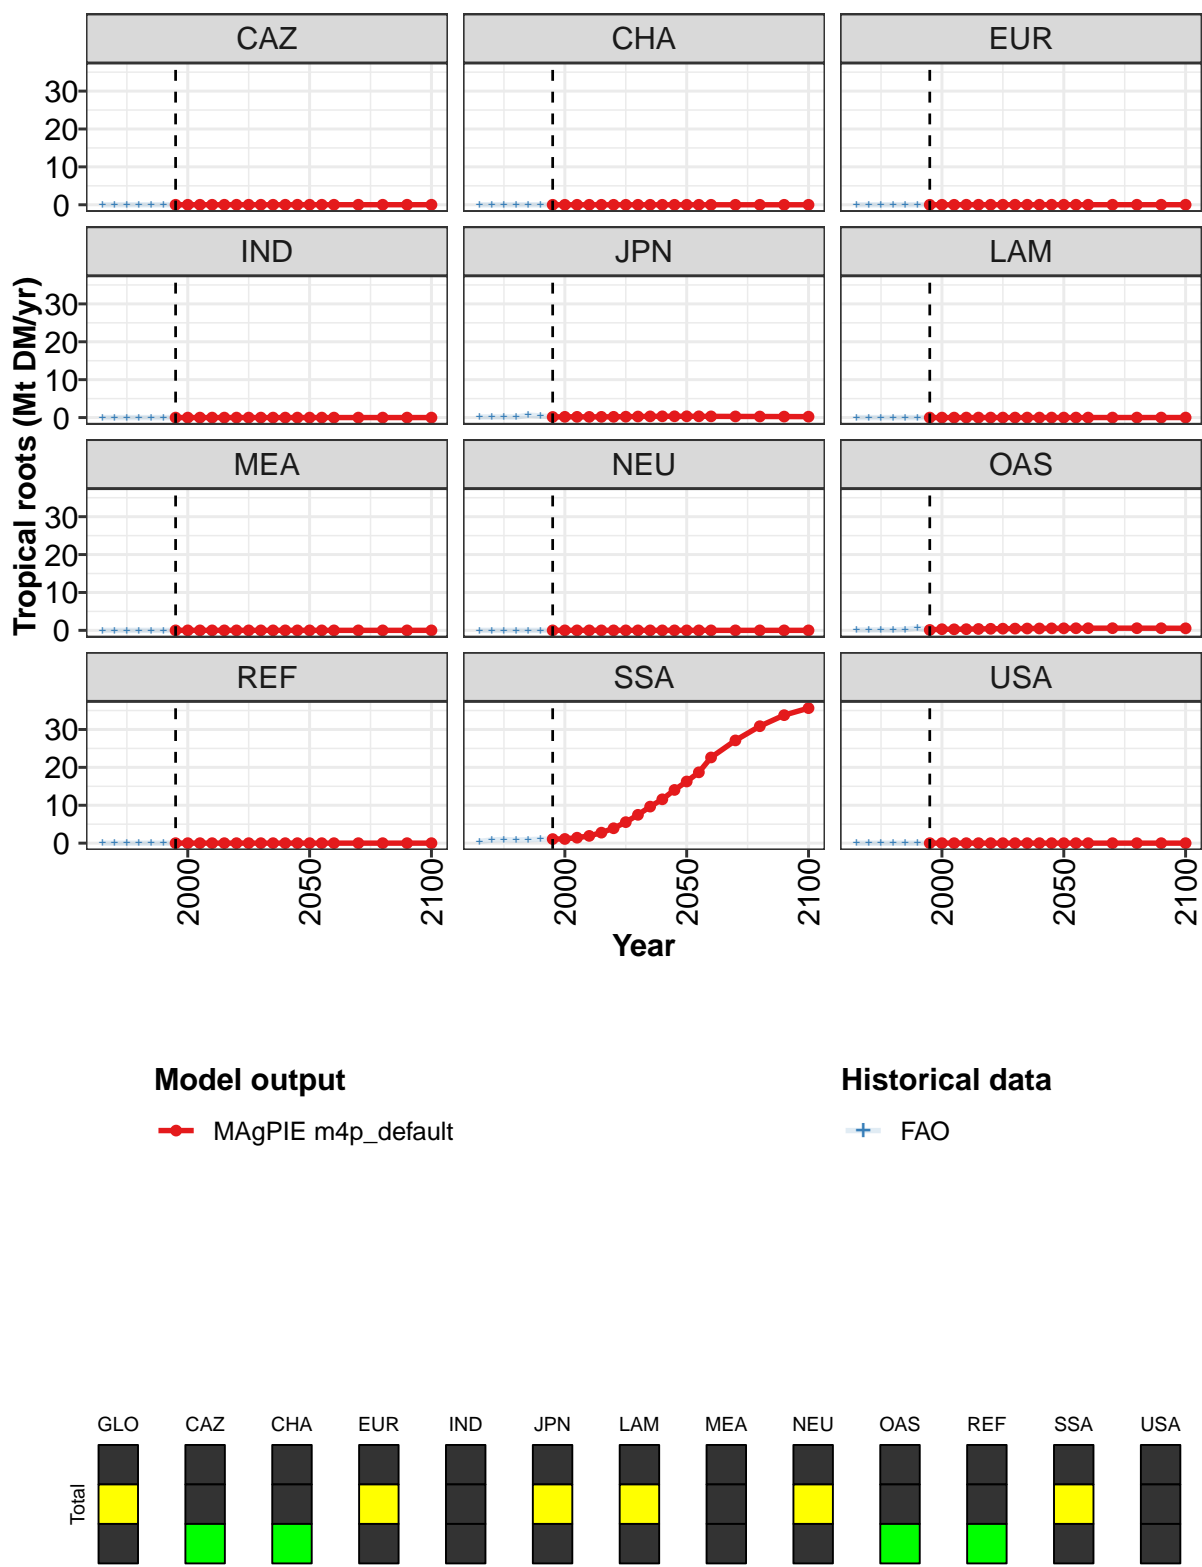 CAZ CHA EUR
30
20
10
0
IND JPN LAM
30
20
10
0
MEA NEU OAS
30
20
10
0
REF SSA USA
30
20
10
0
Tropical roots (Mt DM/yr)
2000 2050 2100 2000 2050 2100 2000 2050 2100
Year
Model output Historical data
MAgPIE m4p_default FAO
GLO CAZ CHA EUR IND JPN LAM MEA NEU OAS REF SSA USA
Total